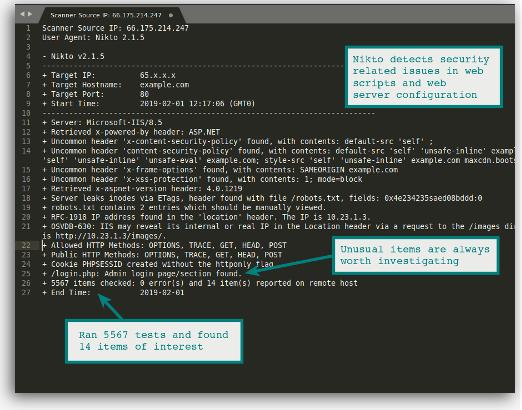 Scanner Source IP: 66.175.214.247
1 Scanner Source IP: 66.175.214.247
2 User Agent: Nikto 2.1.5
3
4 - Nikto v2.1.5
5 ---------------------------------------------------------------------------
6 + Target IP: 65.x.x.x
7 + Target Hostname: example.com
8 + Target Port: 80
9 + Start Time: 2019-02-01 12:17:06 (GMT0)
10 ---------------------------------------------------------------------------
11 + Server: Microsoft-IIS/8.5
12 + Retrieved x-powered-by header: ASP.NET
13 + Uncommon header 'x-content-security-policy' found, with contents: default-src 'self' ;
14 + Uncommon header 'content-security-policy' found, with contents: default-src 'self' 'unsafe-inline' exampl
'self' 'unsafe-inline' 'unsafe-eval' example.com; style-src 'self' 'unsafe-inline' example.com maxcdn.boots
15 + Uncommon header 'x-frame-options' found, with contents: SAMEORIGIN example.com
16 + Uncommon header 'x-xss-protection' found, with contents: 1; mode=block
17 + Retrieved x-aspnet-version header: 4.0.1219
18 + Server leaks inodes via ETags, header found with file /robots.txt, fields: 0x4e234235saed08bddd:0
19 + robots.txt contains 2 entries which should be manually viewed.
20 + RFC-1918 IP address found in the "location" header. The IP is 10.23.1.3.
21 + OSVDB-630: IIS may reveal its internal or real IP in the Location header via a request to the /images di
is http://10.23.1.3/images/.
22 + Allowed HTTP Methods: OPTIONS, TRACE, GET, HEAD, POST
23 + Public HTTP Methods: OPTIONS, TRACE, GET, HEAD, POST
24 + Cookie PHPSESSID created without the httponly flag
25 + /login.php: Admin login page/section found.
26 + 5567 items checked: 0 error(s) and 14 item(s) reported on remote host
27 + End Time: 2019-02-01
Nikto detects security
related issues in web
scripts and web
server configuration
Unusual items are always
worth investigating
Ran 5567 tests and found
14 items of interest